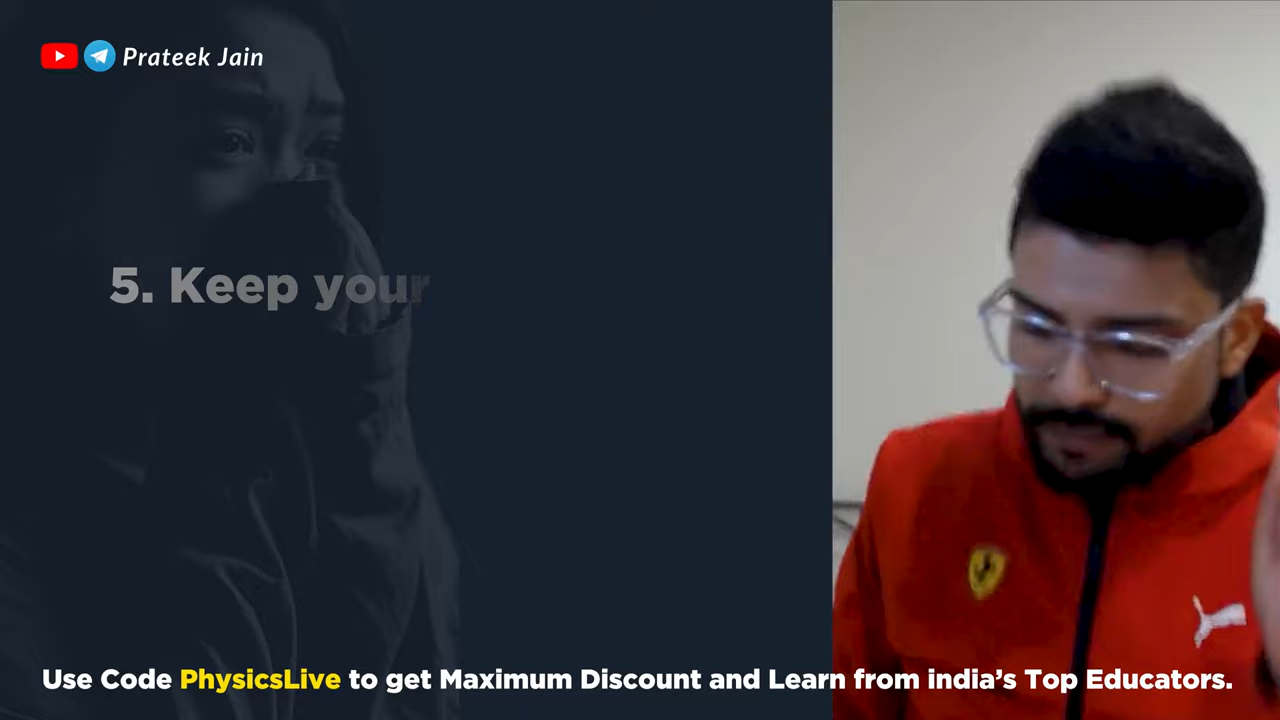 Prateek Jain
5. Keep your
Use Code PhysicsLive to get Maximum Discount and Learn from india's Top Educators.